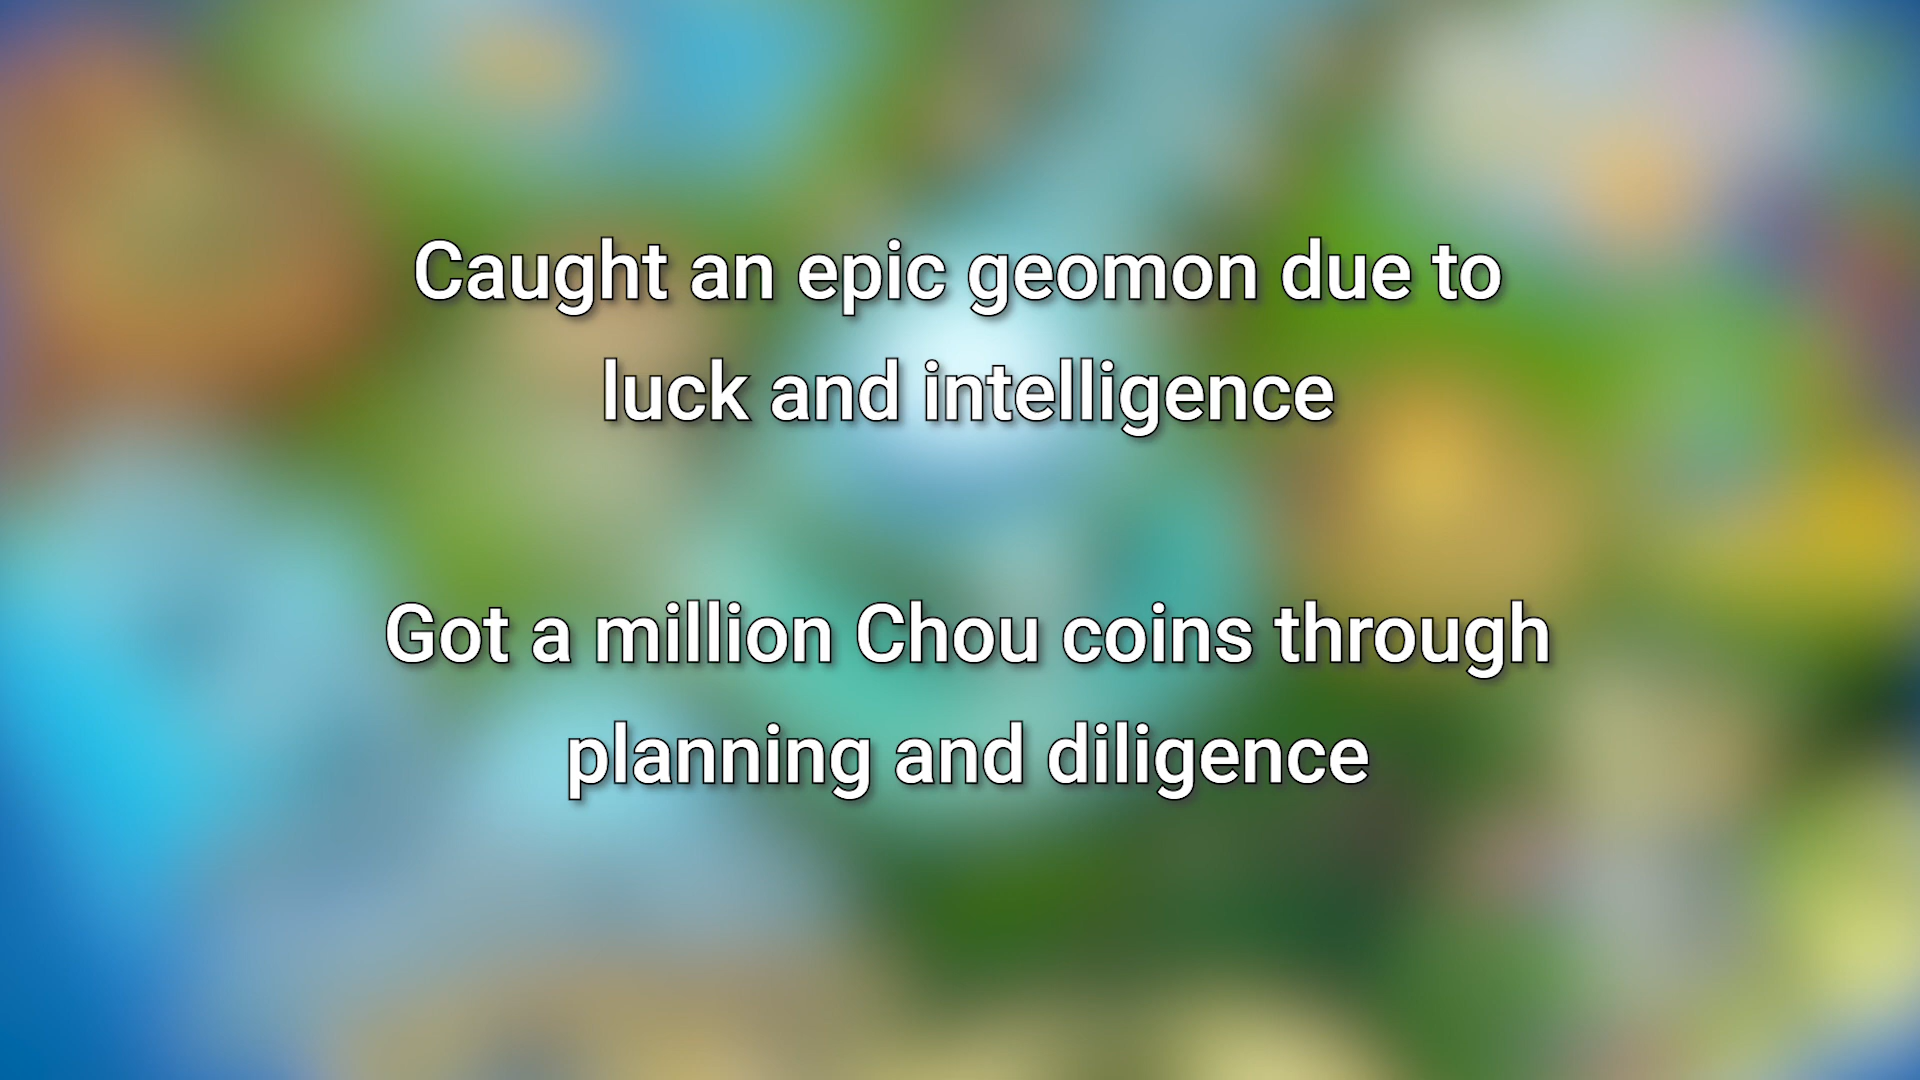 Caught an epic geomon due to
luck and intelligence
Got a million Chou coins through
planning and diligence